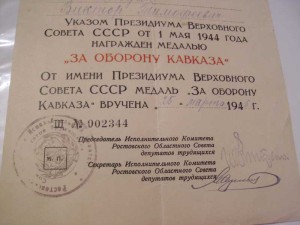 Указом Президиума Верховного
Совета СССР от 1 мая 1944 года
НАГРАЖДЕН МЕДАЛЬЮ
„ЗА ОБОРОНУ КАВКАЗА"
От имени Президиума Верховного
Совета СССР медаль „За оборону
Кавказа" вручена 194 г.
Ш № 002344
Председатель Исполнительного Комитета
Ростовского Областного Совета
депутатов трудящихся
Секретарь Исполнительного Комитета
Ростовского Областного Совета
депутатов трудящихся
М. П.